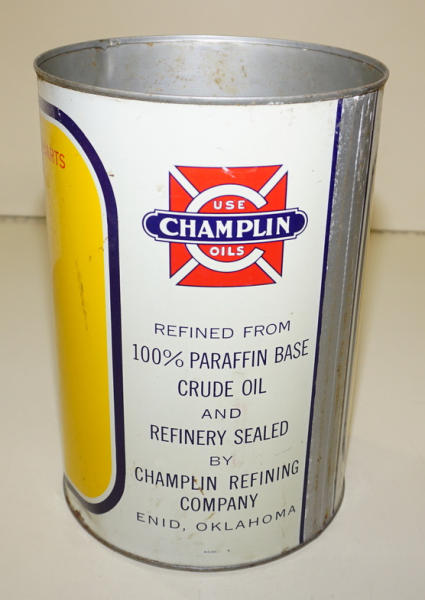 USE
CHAMPLIN
OILS
REFINED FROM
100% PARAFFIN BASE
CRUDE OIL
AND
REFINERY SEALED
BY
CHAMPLIN REFINING
COMPANY
ENID, OKLAHOMA